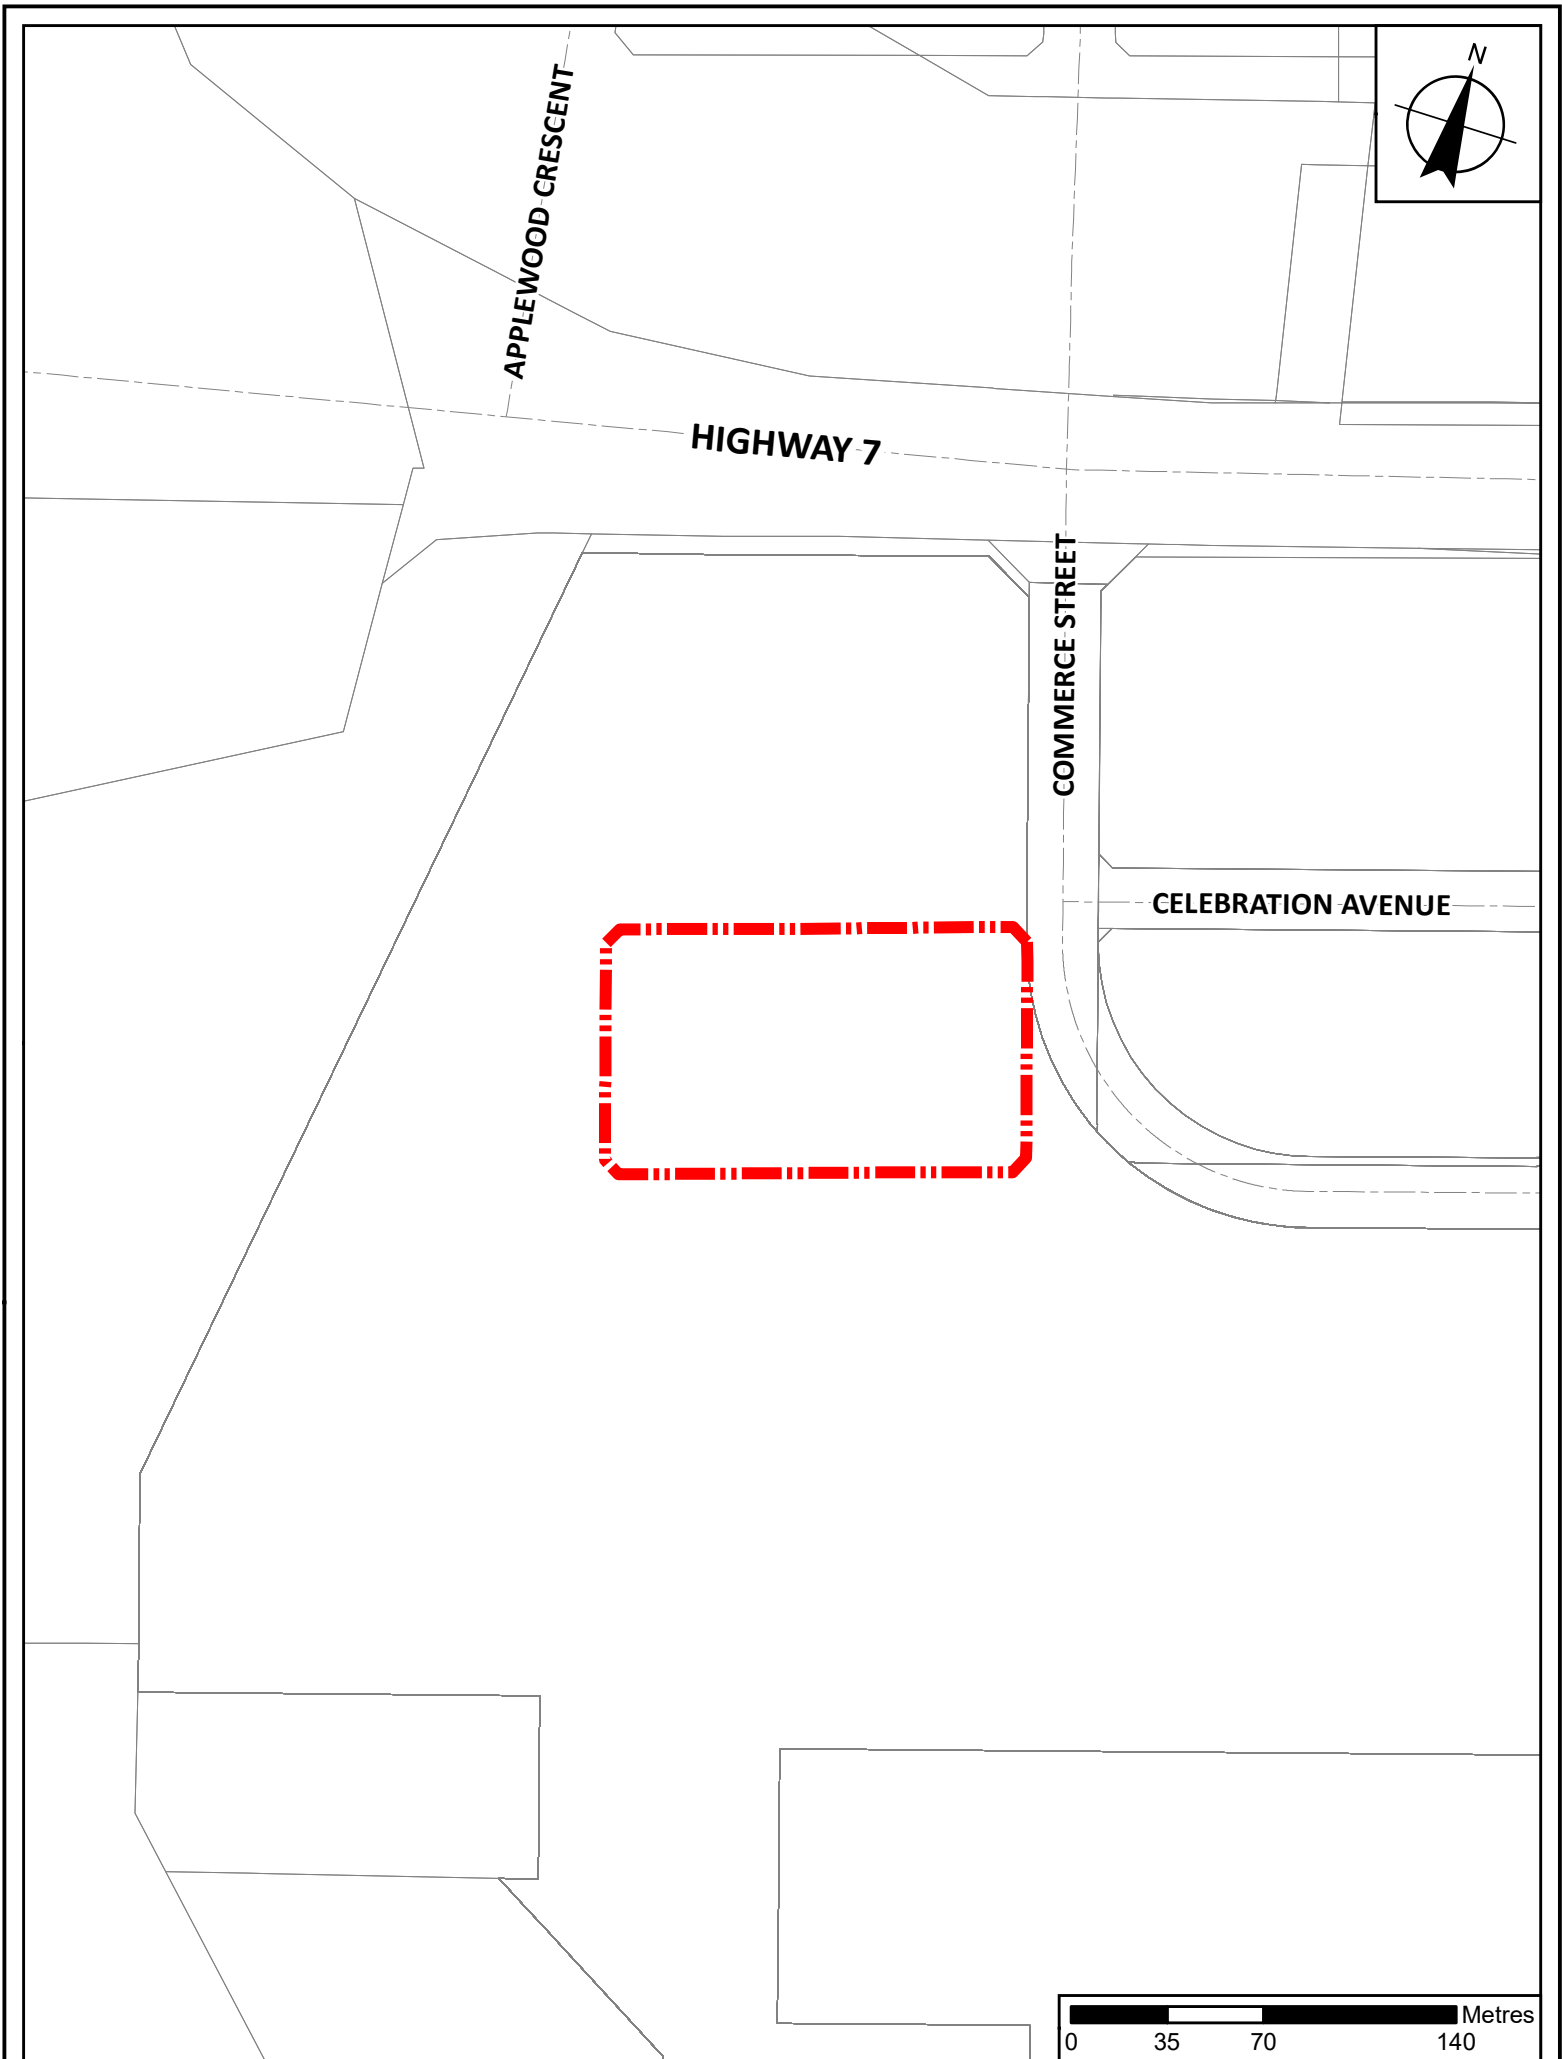 N
APPLEWOOD CRESCENT
HIGHWAY 7
COMMERCE STREET
CELEBRATION AVENUE
Metres
0 35 70 140